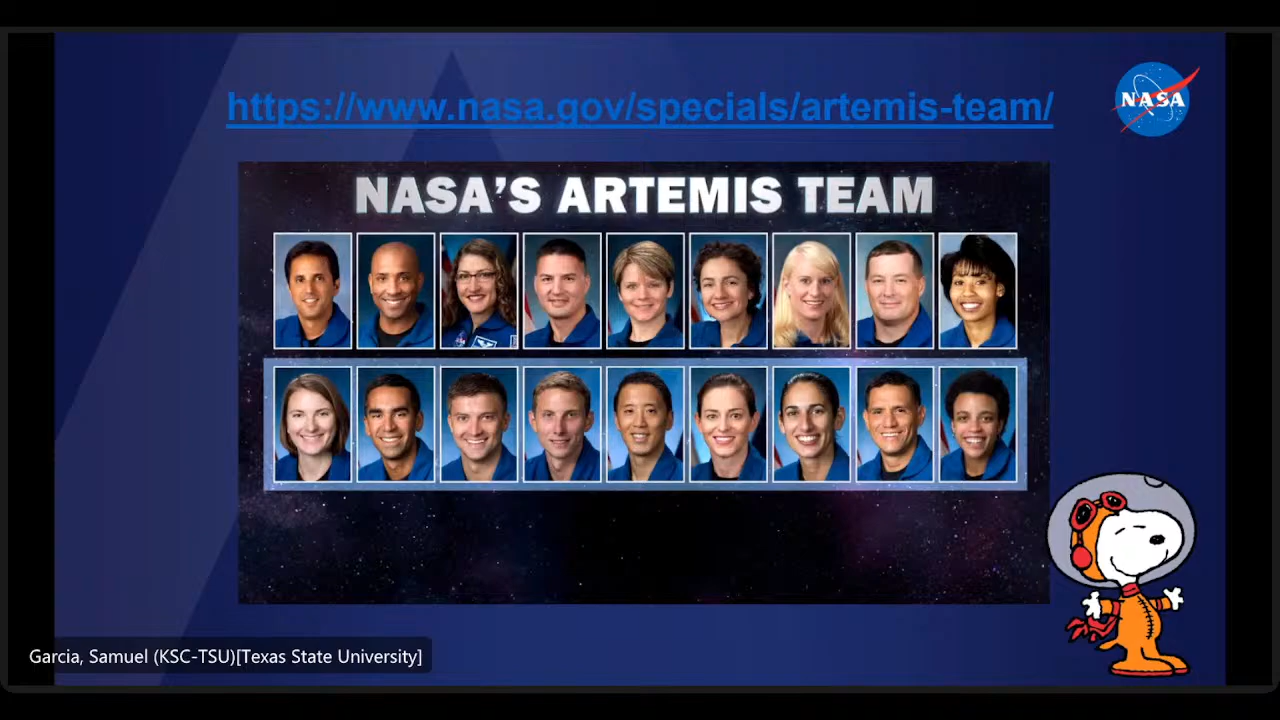 https://www.nasa.gov/specials/artemis-team/
NASA
NASA'S ARTEMIS TEAM
Garcia, Samuel (KSC-TSU)[Texas State University]